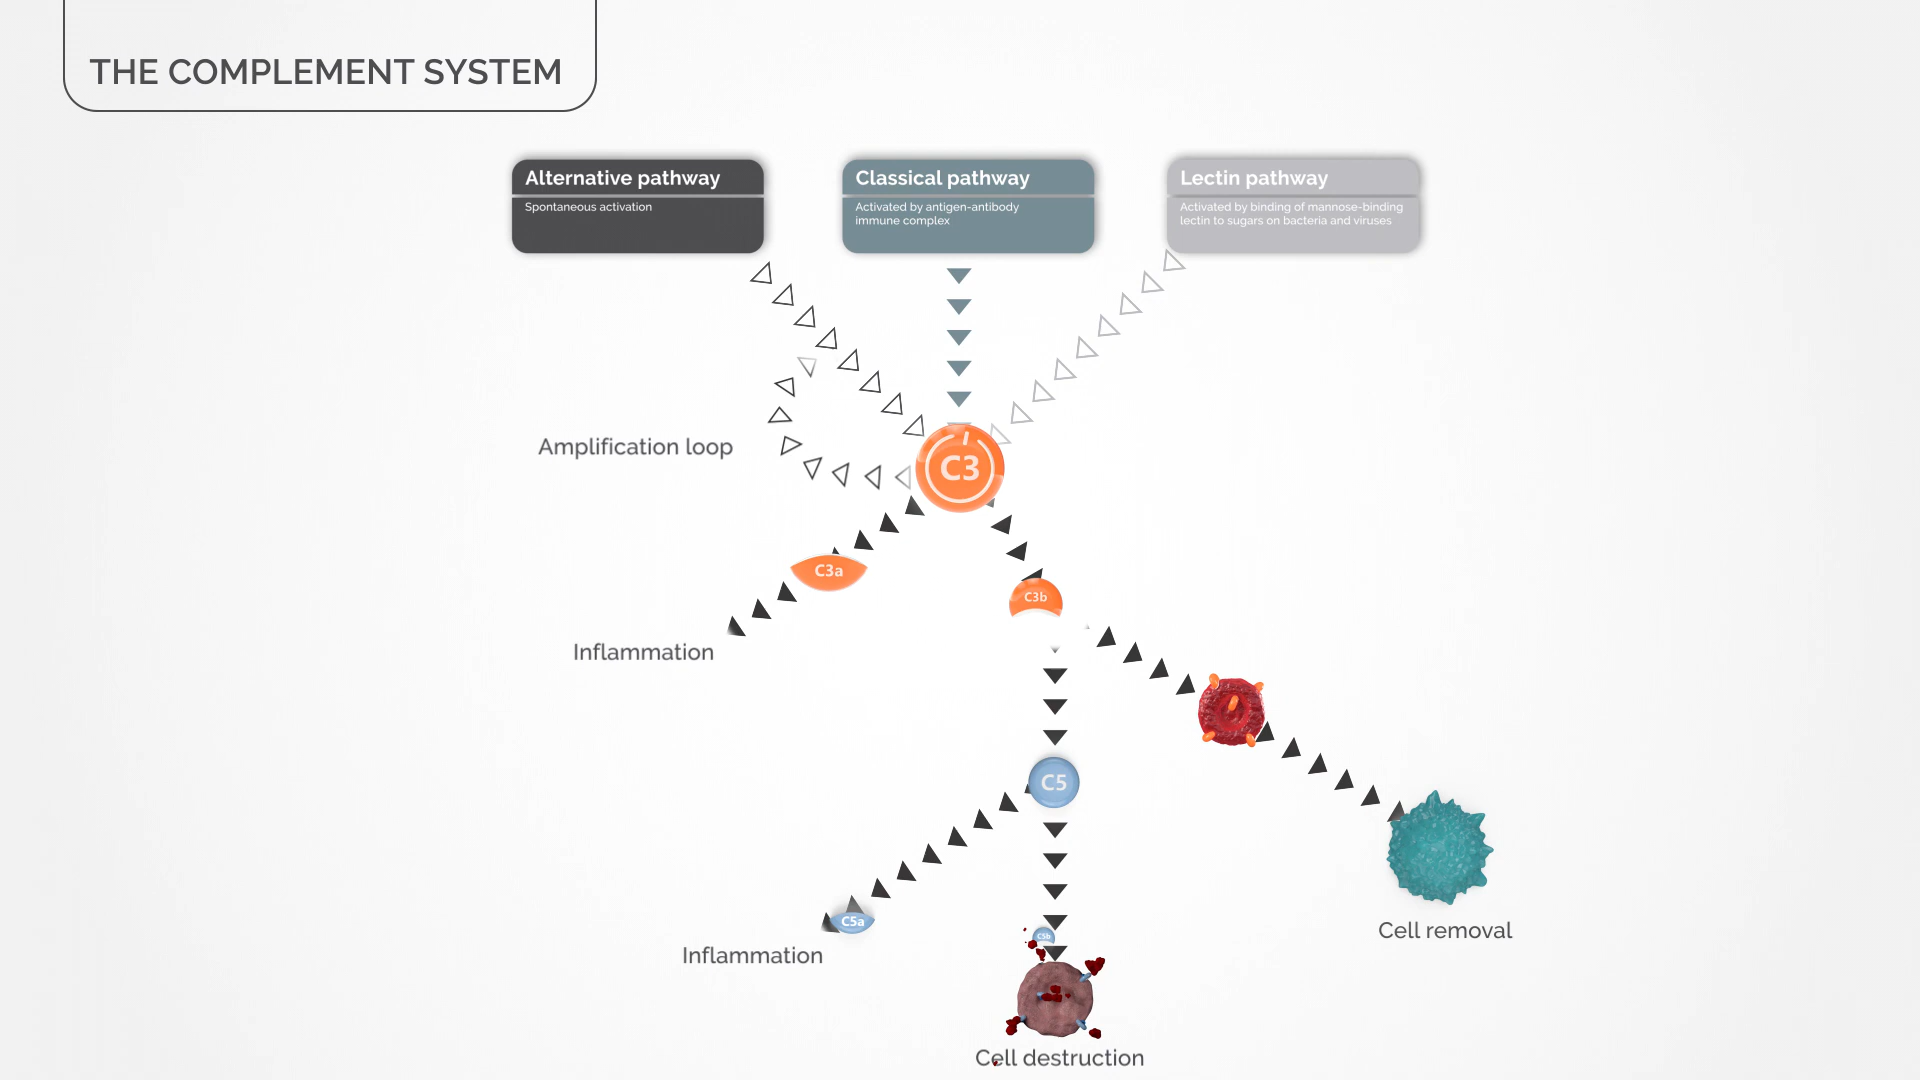 THE COMPLEMENT SYSTEM
Alternative pathway
Spontaneous activation
Classical pathway
Activated by antigen-antibody
immune complex
Lectin pathway
Activated by binding of mannose-binding
lectin to sugars on bacteria and viruses
Amplification loop
C3
C3a
C3b
Inflammation
C5
C5a
C5b
Cell removal
Inflammation
Cell destruction